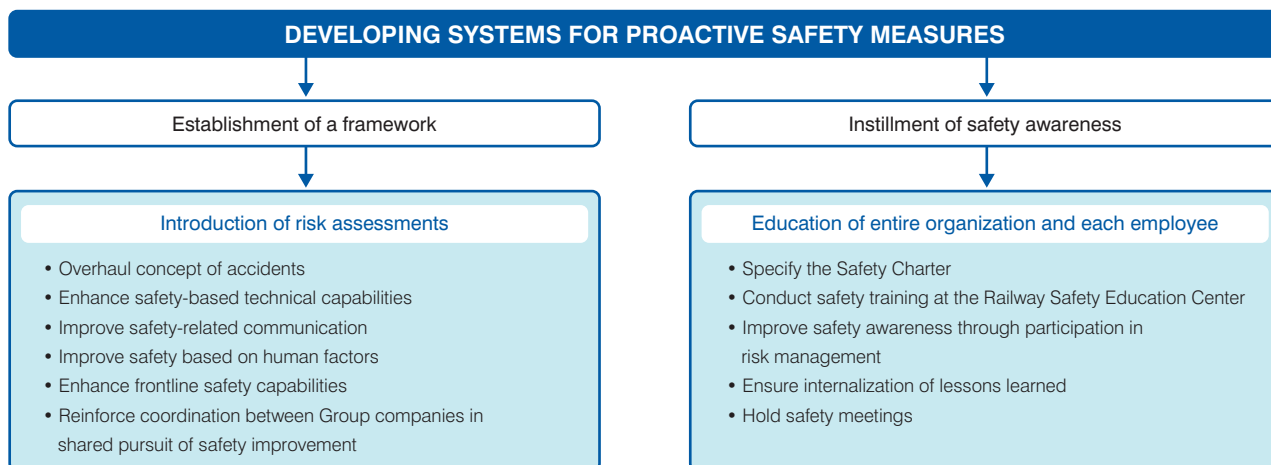 DEVELOPING SYSTEMS FOR PROACTIVE SAFETY MEASURES
Establishment of a framework
Introduction of risk assessments
• Overhaul concept of accidents
• Enhance safety-based technical capabilities
• Improve safety-related communication
• Improve safety based on human factors
• Enhance frontline safety capabilities
• Reinforce coordination between Group companies in
shared pursuit of safety improvement
Instillment of safety awareness
Education of entire organization and each employee
• Specify the Safety Charter
• Conduct safety training at the Railway Safety Education Center
• Improve safety awareness through participation in
risk management
• Ensure internalization of lessons learned
• Hold safety meetings